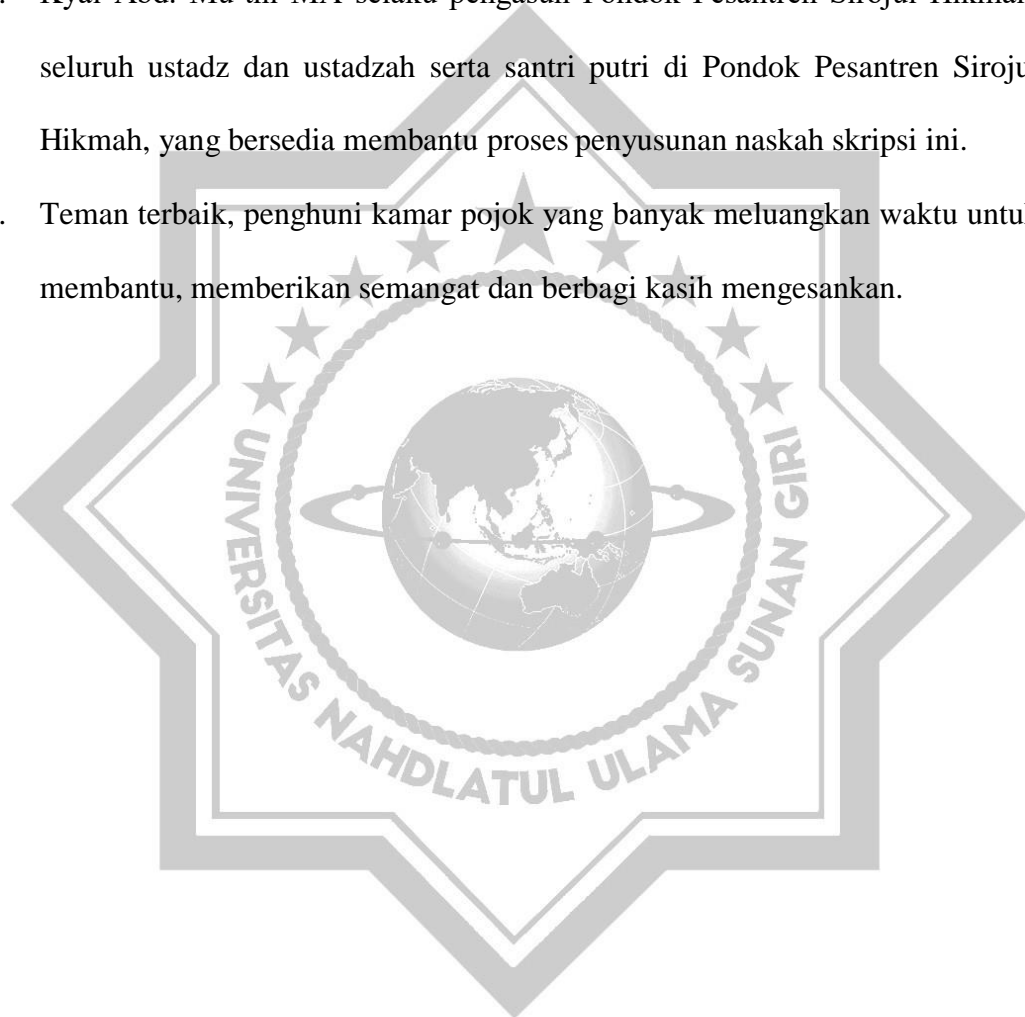 . Kyai Abd. Mu'thi MA selaku pengasuh Pondok Pesantren Sirojul Hikmah
seluruh ustadz dan ustadzah serta santri putri di Pondok Pesantren Siroju
Hikmah, yang bersedia membantu proses penyusunan naskah skripsi ini.
. Teman terbaik, penghuni kamar pojok yang banyak meluangkan waktu untuk
membantu, memberikan semangat dan berbagi kasih mengesankan.
UNIVERSITAS NAHDLATUL ULAMA SUNAN GIRI